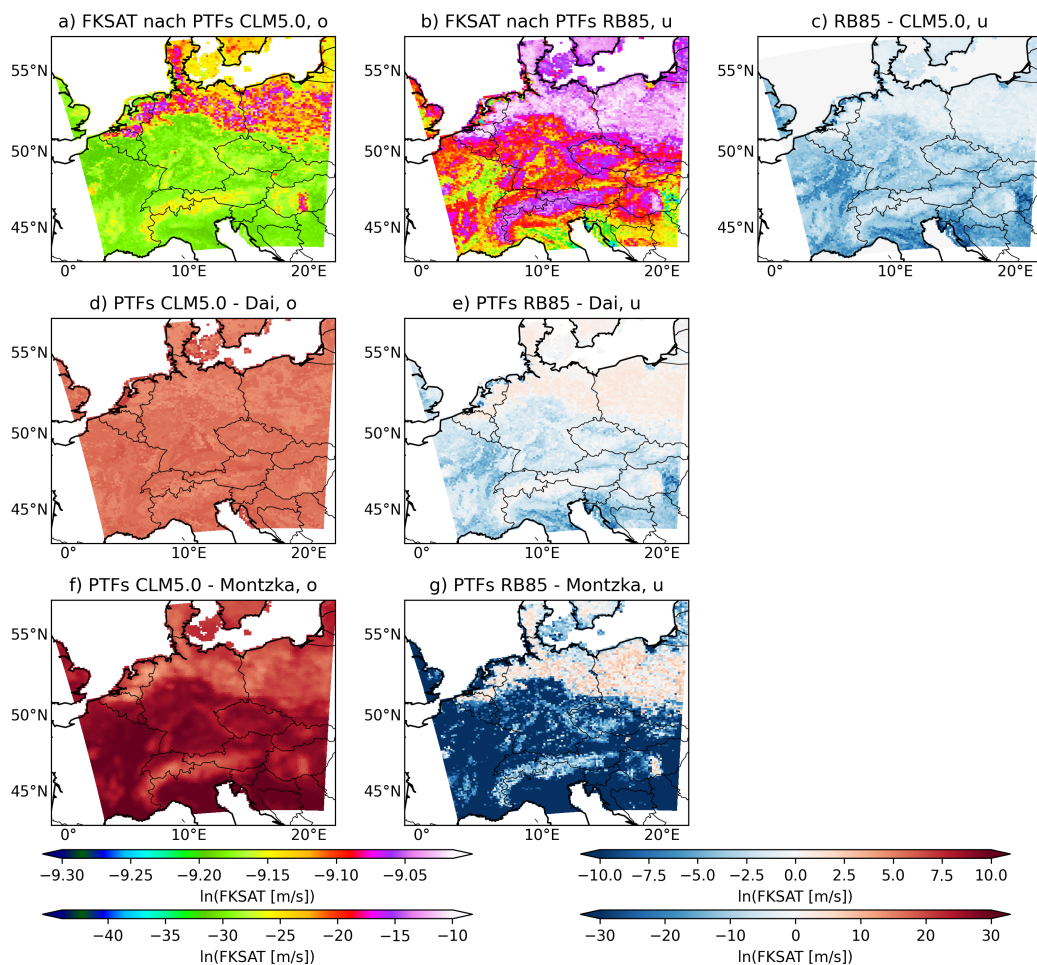 a) FKSAT nach PTFs CLM5.0, o
b) FKSAT nach PTFs RB85, u
c) RB85 - CLM5.0, u
55°N 55°N 55°N
50°N 50°N 50°N
45°N 45°N 45°N
0° 10°E 20°E 0° 10°E 20°E 0° 10°E 20°E
d) PTFs CLM5.0 - Dai, o
e) PTFs RB85 - Dai, u
55°N 55°N
50°N 50°N
45°N 45°N
0° 10°E 20°E 0° 10°E 20°E
f) PTFs CLM5.0 - Montzka, o
g) PTFs RB85 - Montzka, u
55°N 55°N
50°N 50°N
45°N 45°N
0° 10°E 20°E 0° 10°E 20°E
−9.30 −9.25 −9.20 −9.15 −9.10 −9.05
ln(FKSAT [m/s])
−10.0 −7.5 −5.0 −2.5 0.0 2.5 5.0 7.5 10.0
ln(FKSAT [m/s])
−40 −35 −30 −25 −20 −15 −10
ln(FKSAT [m/s])
−30 −20 −10 0 10 20 30
ln(FKSAT [m/s])